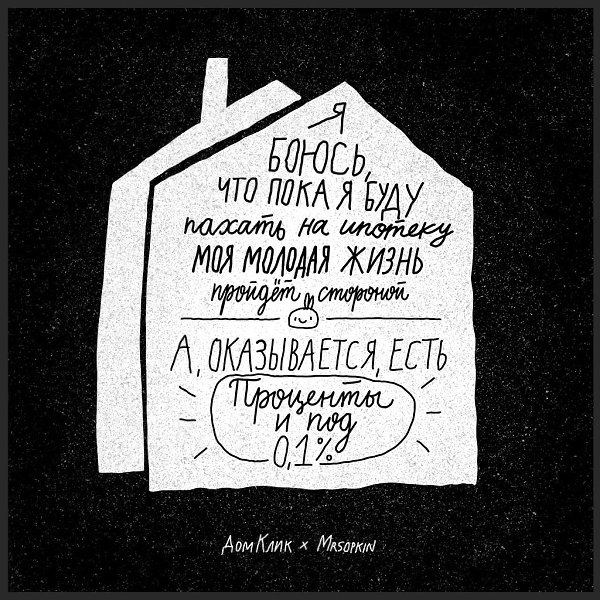 Я
БОЮСЬ,
ЧТО ПОКА Я БУДУ
пахать на ипотеку
МОЯ МОЛОДАЯ ЖИЗНЬ
пройдёт стороной
А, ОКАЗЫВАЕТСЯ, ЕСТЬ
Проценты
и под
0,1%
ДОМКЛИК x MRSOPKIN